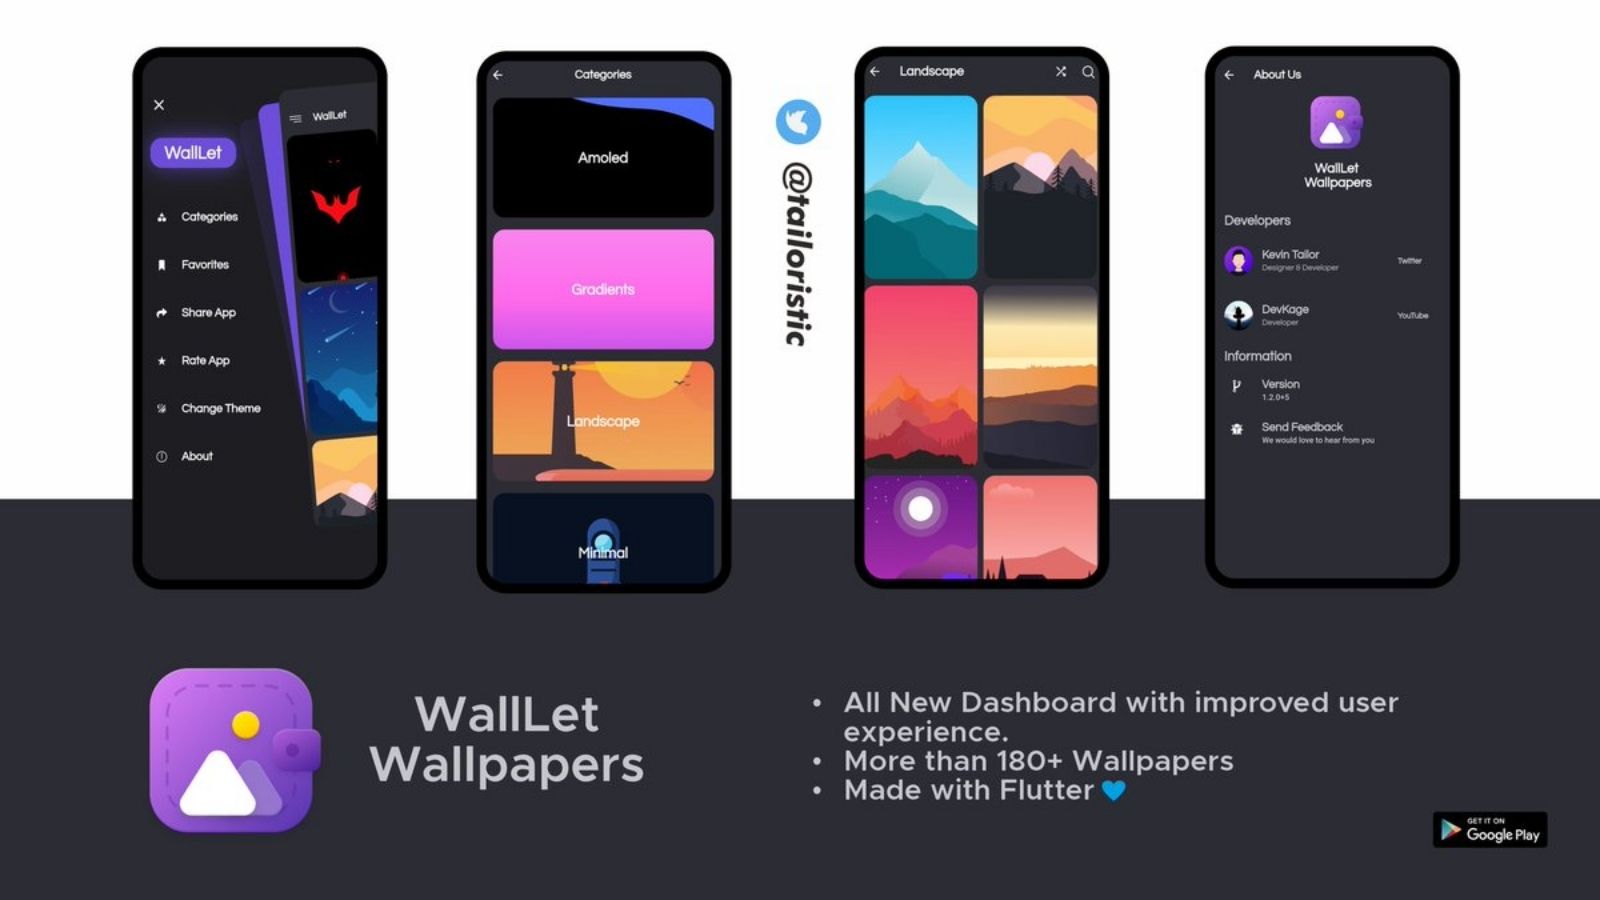 WallLet
Categories
Favorites
Share App
Rate App
Change Theme
About
WallLet
Categories
Amoled
Gradients
Landscape
Minimal
@tailoristic
Landscape
About Us
WallLet
Wallpapers
Developers
Kevin Tailor
Designer & Developer
Twitter
DevKage
Developer
YouTube
Information
Version
1.2.0+5
Send Feedback
We would love to hear from you
WallLet
Wallpapers
• All New Dashboard with improved user
experience.
• More than 180+ Wallpapers
• Made with Flutter 💙
GET IT ON
Google Play